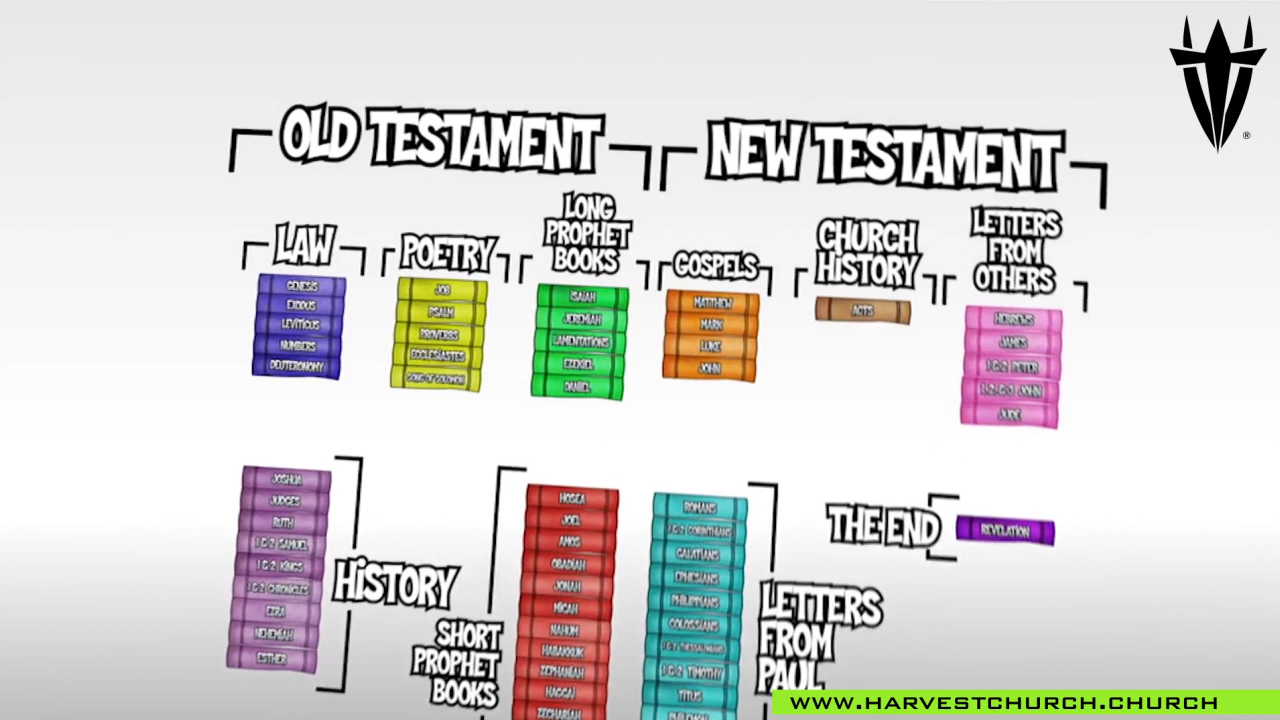 ®
OLD TESTAMENT
NEW TESTAMENT
LAW
GENESIS
EXODUS
LEVITICUS
NUMBERS
DEUTERONOMY
POETRY
JOB
PSALM
PROVERBS
ECCLESIASTES
SONG OF SOLOMON
LONG
PROPHET
BOOKS
ISAIAH
JEREMIAH
LAMENTATIONS
EZEKIEL
DANIEL
GOSPELS
MATTHEW
MARK
LUKE
JOHN
CHURCH
HISTORY
ACTS
LETTERS
FROM
OTHERS
HEBREWS
JAMES
1 & 2 PETER
1, 2, & 3 JOHN
JUDE
JOSHUA
JUDGES
RUTH
1 & 2 SAMUEL
1 & 2 KINGS
1 & 2 CHRONICLES
EZRA
NEHEMIAH
ESTHER
HISTORY
SHORT
PROPHET
BOOKS
HOSEA
JOEL
AMOS
OBADIAH
JONAH
MICAH
NAHUM
HABAKKUK
ZEPHANIAH
HAGGAI
ZECHARIAH
ROMANS
1 & 2 CORINTHIANS
GALATIANS
EPHESIANS
PHILIPPIANS
COLOSSIANS
1 & 2 THESSALONIANS
1 & 2 TIMOTHY
TITUS
PHILEMON
LETTERS
FROM
PAUL
THE END
REVELATION
WWW.HARVESTCHURCH.CHURCH